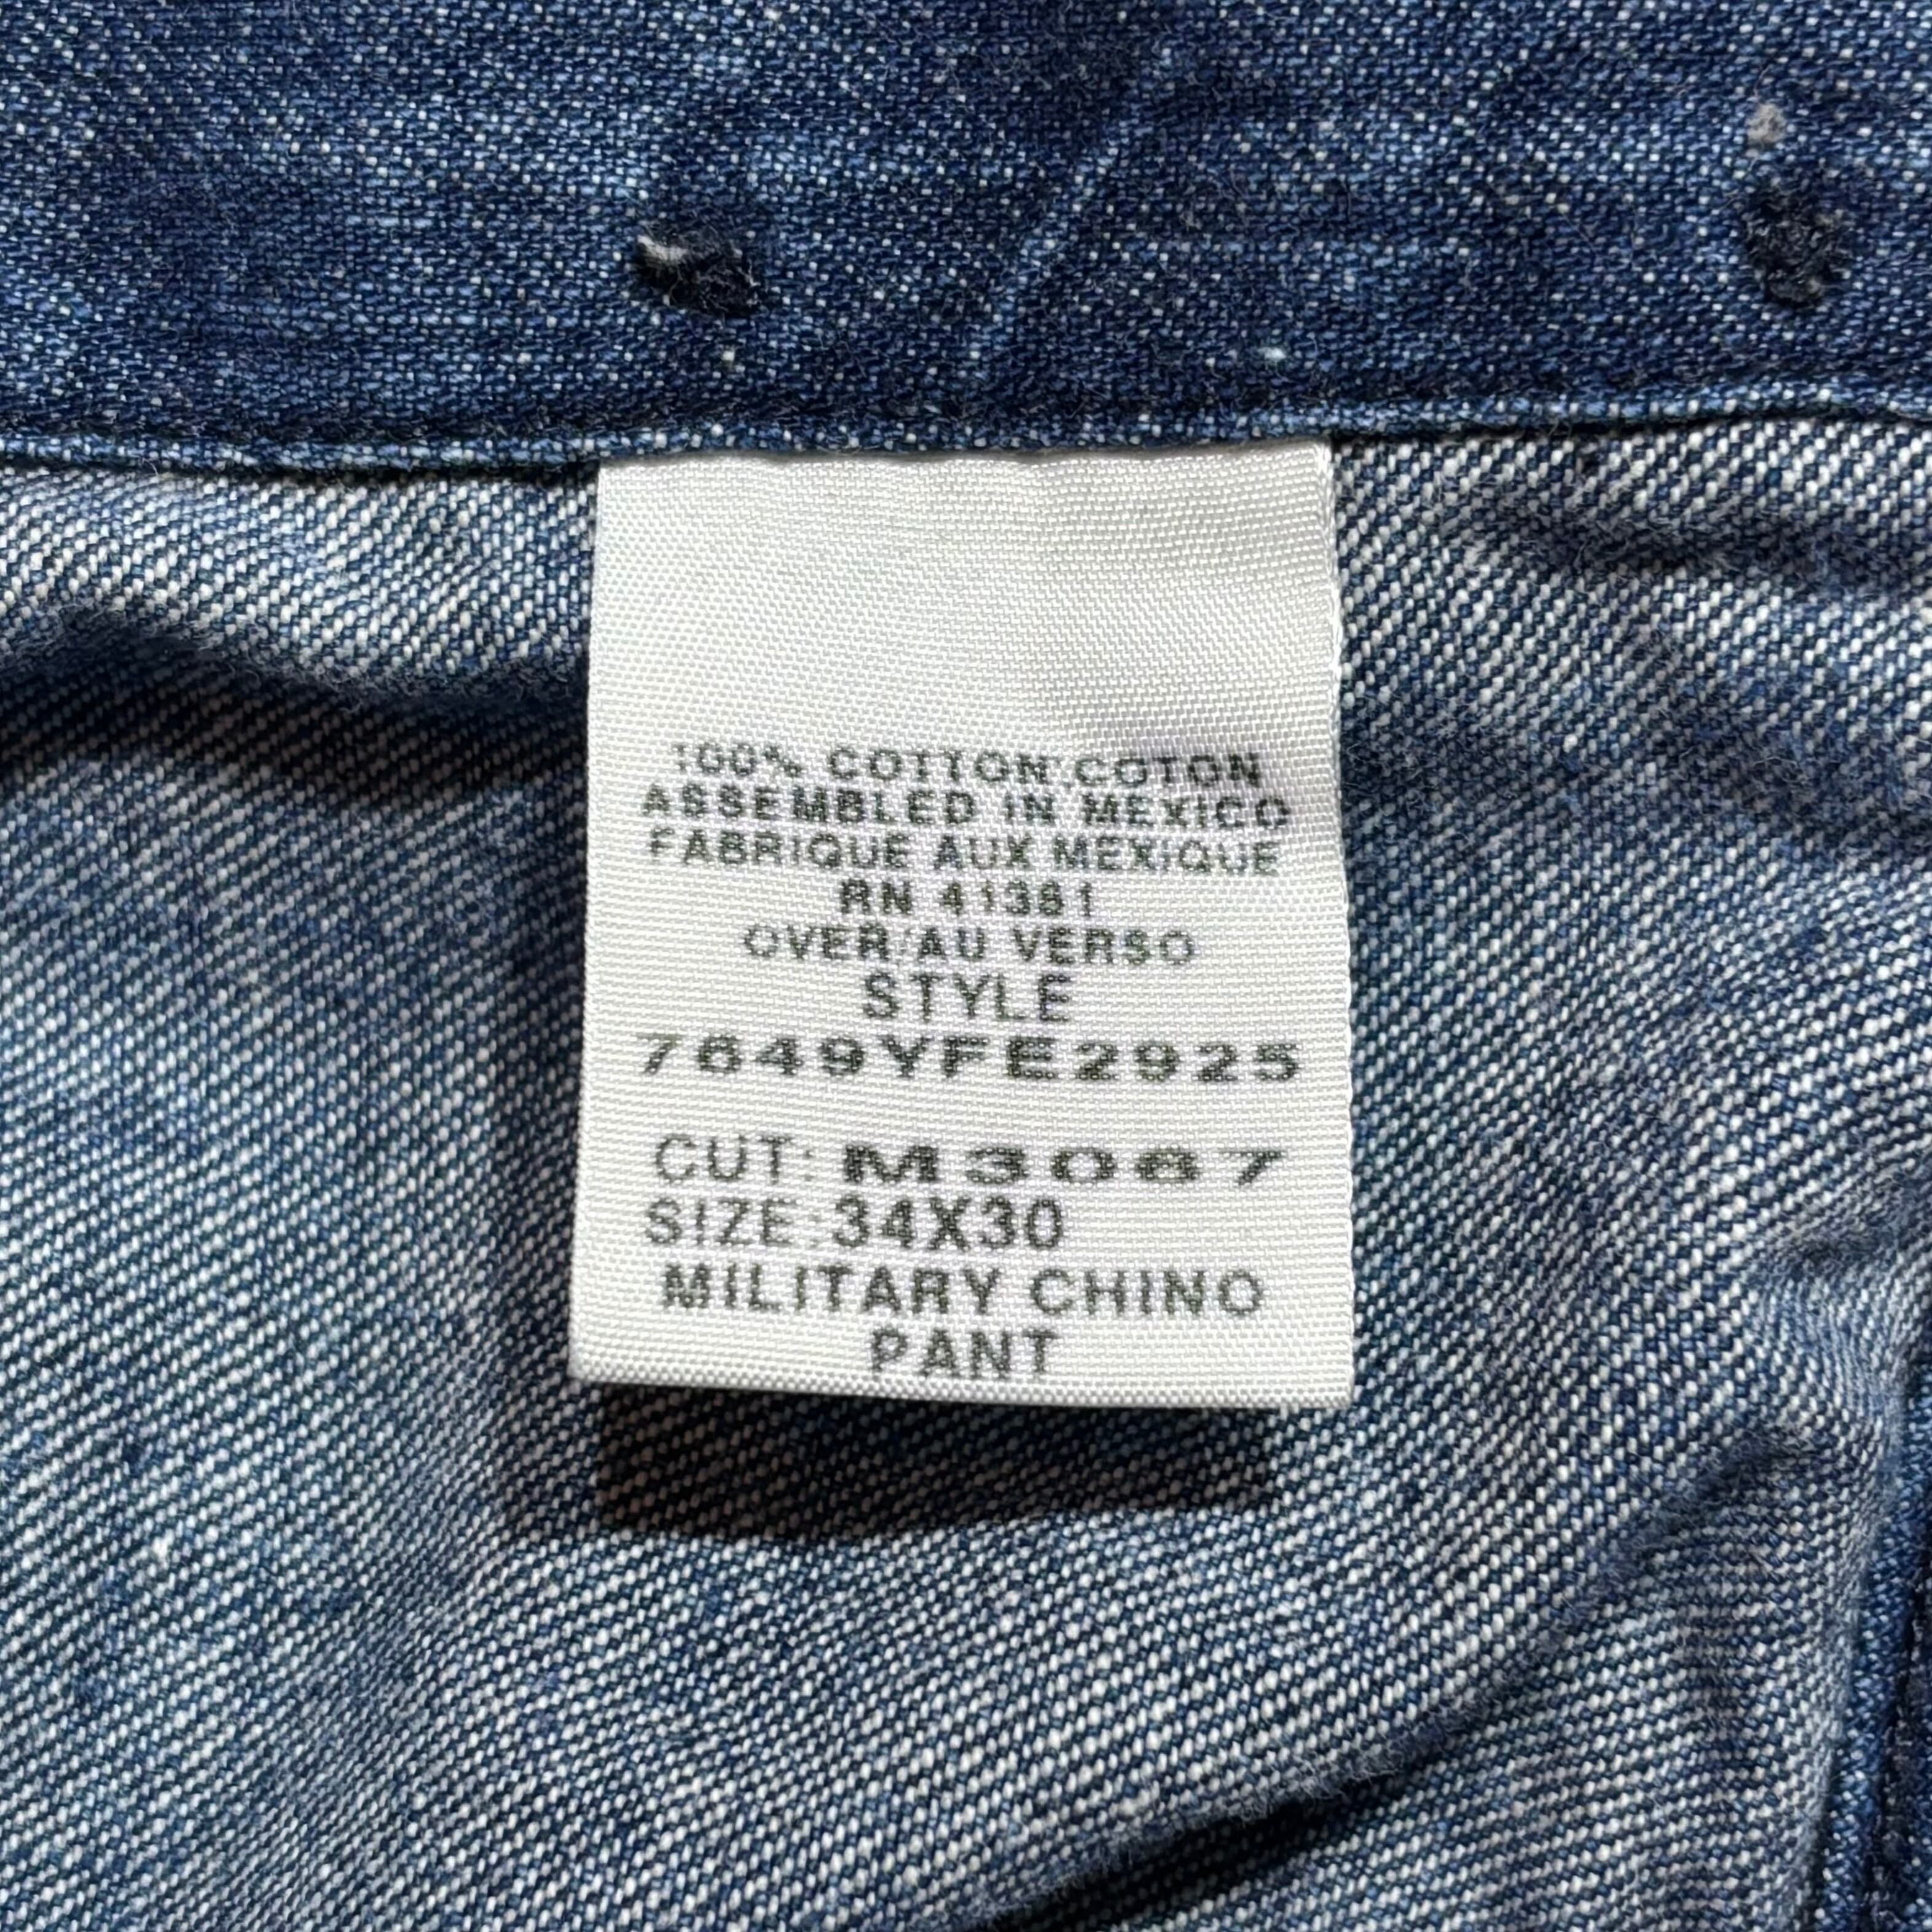 100% COTTON/COTON
ASSEMBLED IN MEXICO
FABRIQUE AUX MEXIQUE
RN 41381
OVER/AU VERSO
STYLE
7649YFE2925
CUT: M3067
SIZE:34X30
MILITARY CHINO
PANT